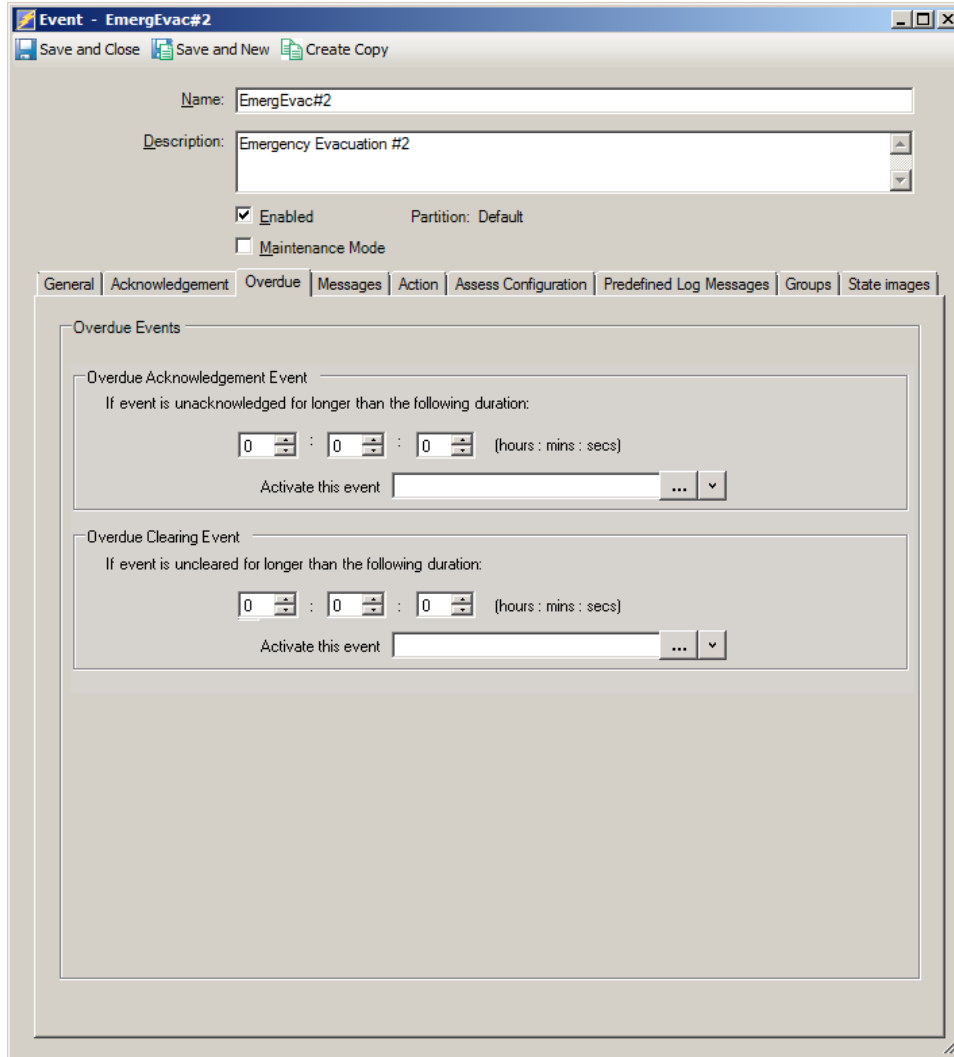 Event - EmergEvac#2
Save and Close Save and New Create Copy
Name: EmergEvac#2
Description: Emergency Evacuation #2
Enabled Partition: Default
Maintenance Mode
General Acknowledgement Overdue Messages Action Assess Configuration Predefined Log Messages Groups State images
Overdue Events
Overdue Acknowledgement Event
If event is unacknowledged for longer than the following duration:
0 : 0 : 0 (hours : mins : secs)
Activate this event ...
Overdue Clearing Event
If event is uncleared for longer than the following duration:
0 : 0 : 0 (hours : mins : secs)
Activate this event ...